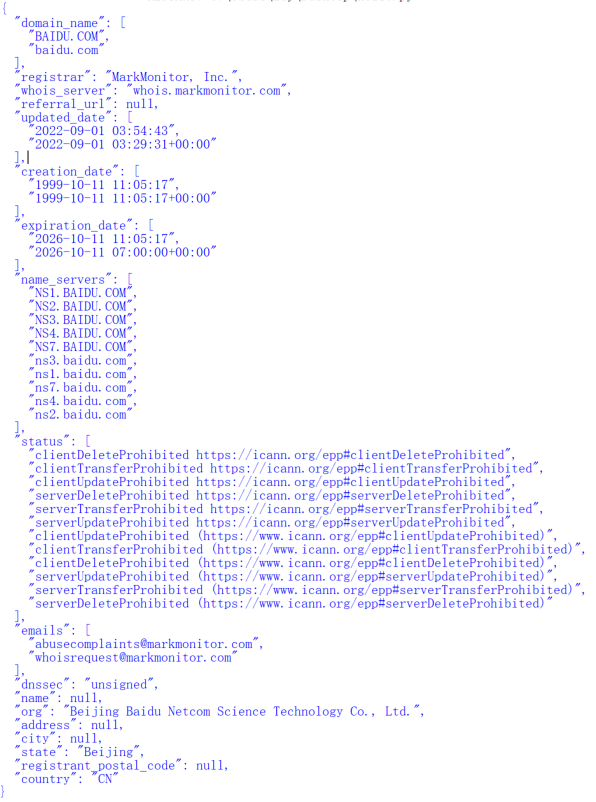 {
"domain_name": [
"BAIDU.COM",
"baidu.com"
],
"registrar": "MarkMonitor, Inc.",
"whois_server": "whois.markmonitor.com",
"referral_url": null,
"updated_date": [
"2022-09-01 03:54:43",
"2022-09-01 03:29:31+00:00"
],
"creation_date": [
"1999-10-11 11:05:17",
"1999-10-11 11:05:17+00:00"
],
"expiration_date": [
"2026-10-11 11:05:17",
"2026-10-11 07:00:00+00:00"
],
"name_servers": [
"NS1.BAIDU.COM",
"NS2.BAIDU.COM",
"NS3.BAIDU.COM",
"NS4.BAIDU.COM",
"NS7.BAIDU.COM",
"ns3.baidu.com",
"ns1.baidu.com",
"ns7.baidu.com",
"ns4.baidu.com",
"ns2.baidu.com"
],
"status": [
"clientDeleteProhibited https://icann.org/epp#clientDeleteProhibited",
"clientTransferProhibited https://icann.org/epp#clientTransferProhibited",
"clientUpdateProhibited https://icann.org/epp#clientUpdateProhibited",
"serverDeleteProhibited https://icann.org/epp#serverDeleteProhibited",
"serverTransferProhibited https://icann.org/epp#serverTransferProhibited",
"serverUpdateProhibited https://icann.org/epp#serverUpdateProhibited",
"clientUpdateProhibited (https://www.icann.org/epp#clientUpdateProhibited)",
"clientTransferProhibited (https://www.icann.org/epp#clientTransferProhibited)",
"clientDeleteProhibited (https://www.icann.org/epp#clientDeleteProhibited)",
"serverUpdateProhibited (https://www.icann.org/epp#serverUpdateProhibited)",
"serverTransferProhibited (https://www.icann.org/epp#serverTransferProhibited)",
"serverDeleteProhibited (https://www.icann.org/epp#serverDeleteProhibited)"
],
"emails": [
"abusecomplaints@markmonitor.com",
"whoisrequest@markmonitor.com"
],
"dnssec": "unsigned",
"name": null,
"org": "Beijing Baidu Netcom Science Technology Co., Ltd.",
"address": null,
"city": null,
"state": "Beijing",
"registrant_postal_code": null,
"country": "CN"
}